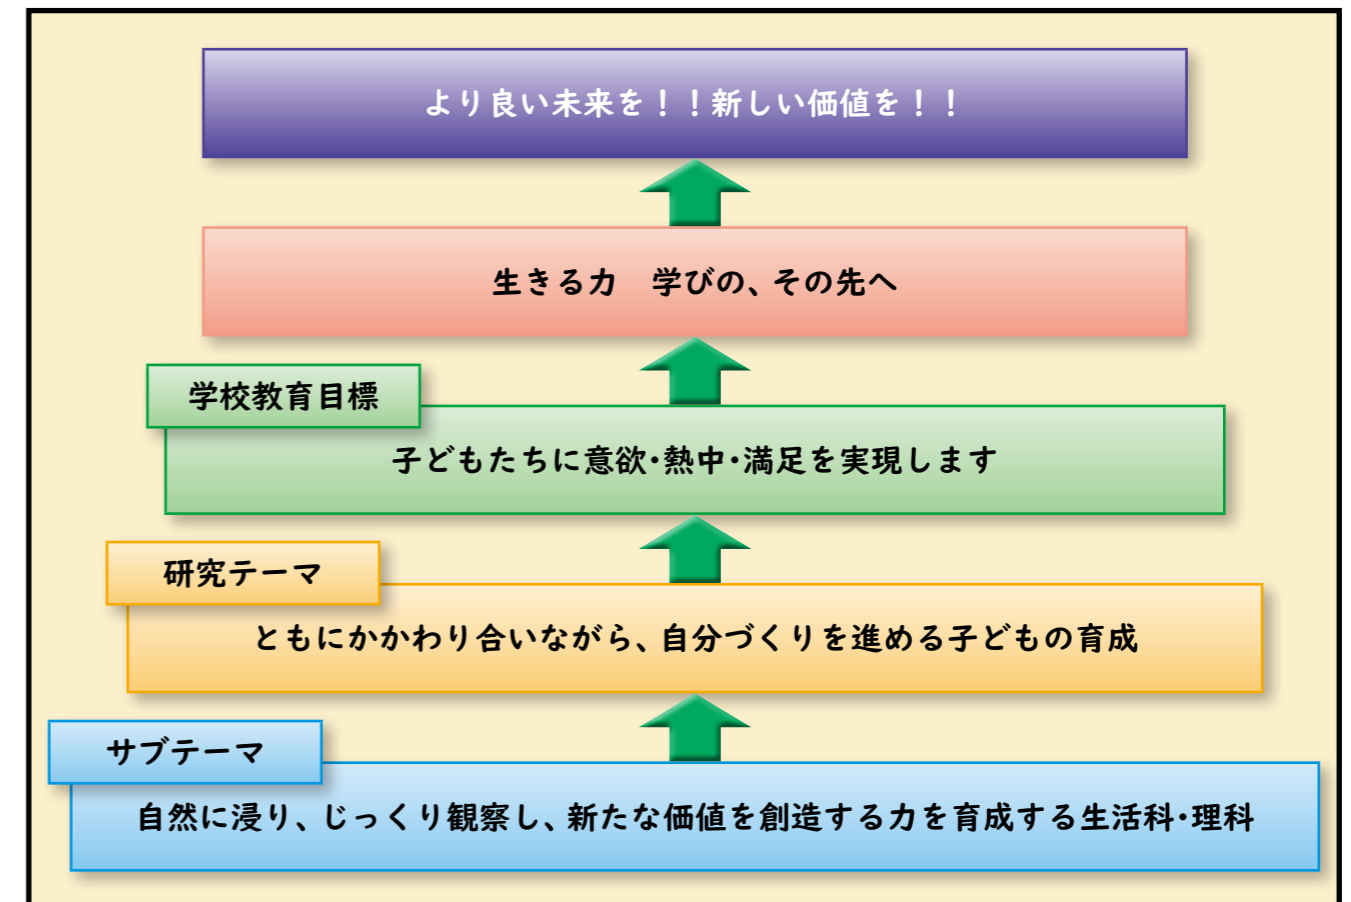 より良い未来を！！新しい価値を！！
生きる力　学びの、その先へ
学校教育目標
子どもたちに意欲・熱中・満足を実現します
研究テーマ
ともにかかわり合いながら、自分づくりを進める子どもの育成
サブテーマ
自然に浸り、じっくり観察し、新たな価値を創造する力を育成する生活科・理科